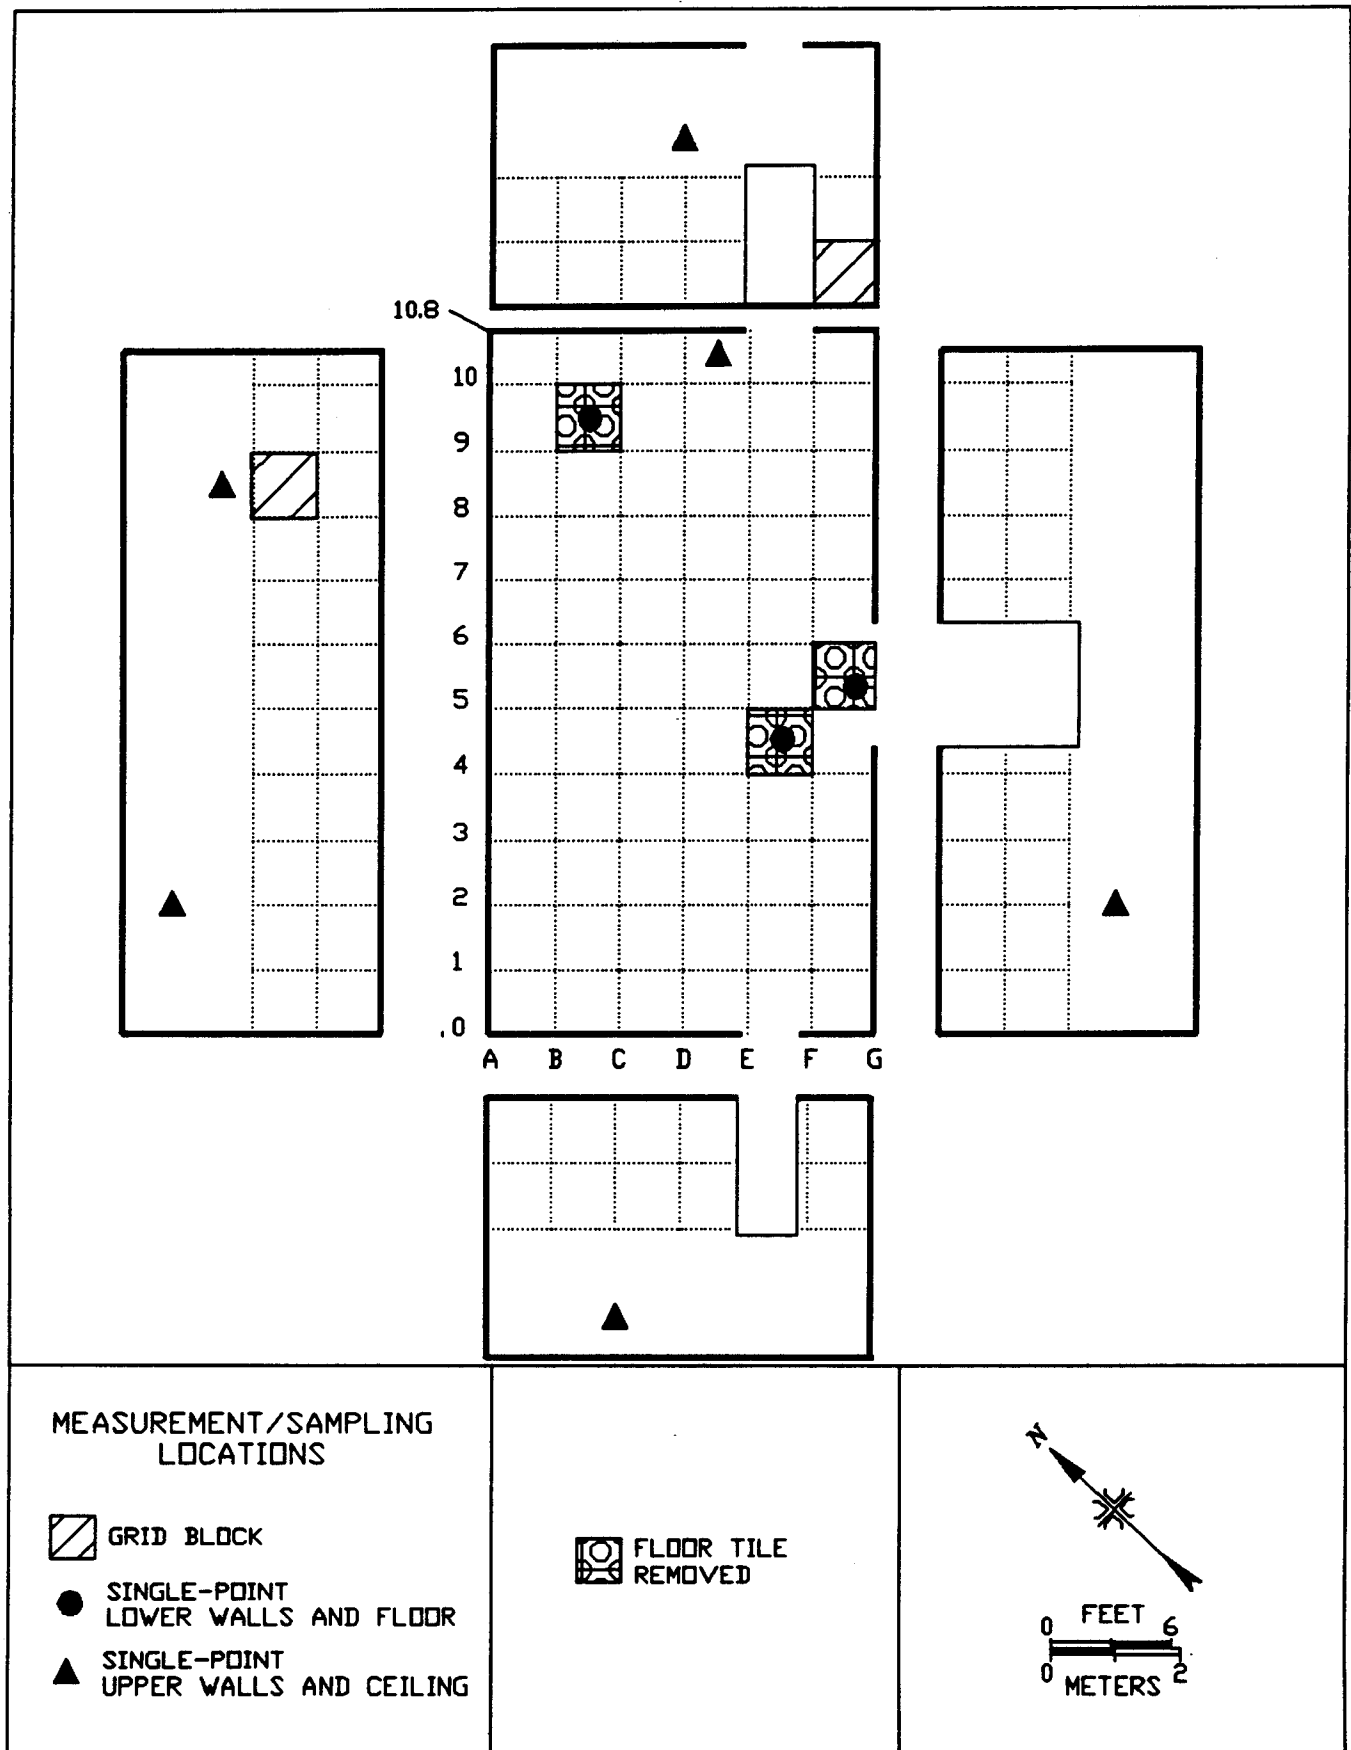 10.8
10
9
8
7
6
5
4
3
2
1
.0
A B C D E F G
MEASUREMENT/SAMPLING
LOCATIONS
GRID BLOCK
SINGLE-POINT
LOWER WALLS AND FLOOR
SINGLE-POINT
UPPER WALLS AND CEILING
FLOOR TILE
REMOVED
N
FEET
0 6
0 2
METERS